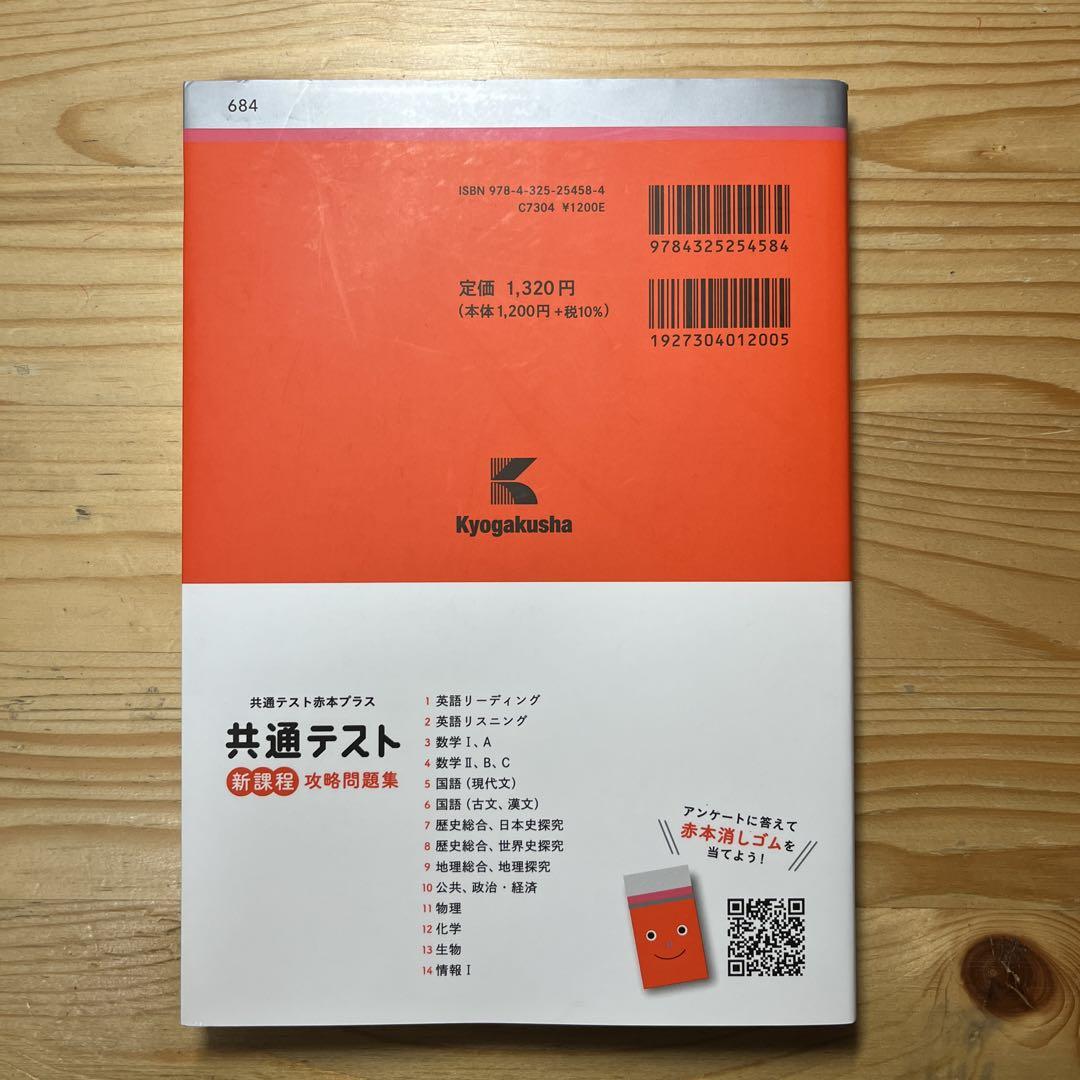 684
ISBN 978-4-325-25458-4
C7304 ¥1200E
9784325254584
定価 1,320円
(本体1,200円+税10%)
1927304012005
Kyogakusha
共通テスト赤本プラス
共通テスト
新課程 攻略問題集
1 英語リーディング
2 英語リスニング
3 数学Ⅰ、A
4 数学Ⅱ、B、C
5 国語(現代文)
6 国語(古文、漢文)
7 歴史総合、日本史探究
8 歴史総合、世界史探究
9 地理総合、地理探究
10 公共、政治・経済
11 物理
12 化学
13 生物
14 情報Ⅰ
アンケートに答えて
赤本消しゴムを
当てよう!